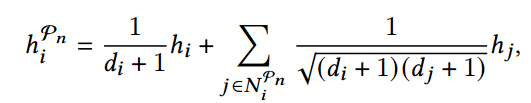 $h_i^{\mathcal{P}_n} = \frac{1}{d_i + 1} h_i + \sum_{j \in N_i^{\mathcal{P}_n}} \frac{1}{\sqrt{(d_i + 1)(d_j + 1)}} h_j,$